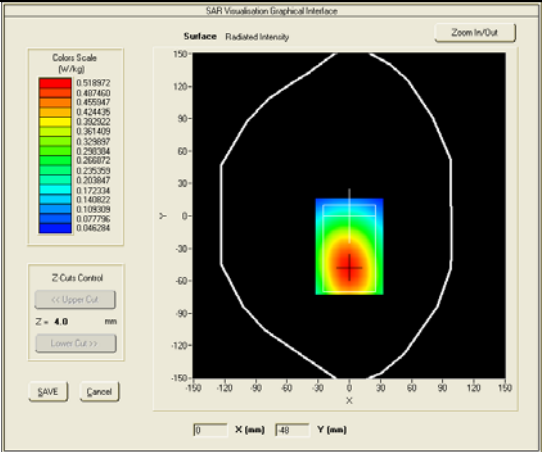 SAR Visualisation Graphical Interface
Surface Radiated Intensity
Zoom In/Out
Colors Scale
(W/kg)
0.518972
0.487460
0.455947
0.424435
0.392922
0.361409
0.329897
0.298384
0.266872
0.235359
0.203847
0.172334
0.140822
0.109309
0.077796
0.046284
Z-Cuts Control
<< Upper Cut
Z = 4.0 mm
Lower Cut >>
SAVE Cancel
150-
120-
90-
60-
30-
0-
-30-
-60-
-90-
-120-
-150-
Y
-150 -120 -90 -60 -30 0 30 60 90 120 150
X
0 X (mm) -48 Y (mm)